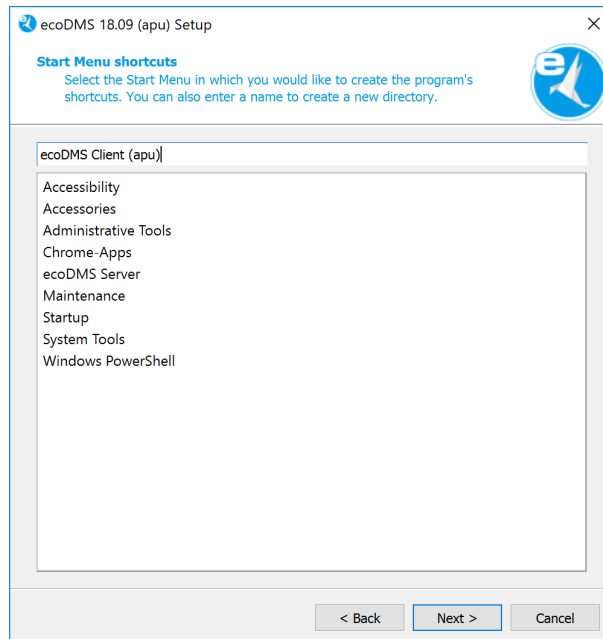 ecoDMS 18.09 (apu) Setup
Start Menu shortcuts
Select the Start Menu in which you would like to create the program's
shortcuts. You can also enter a name to create a new directory.
e
ecoDMS Client (apu)
Accessibility
Accessories
Administrative Tools
Chrome-Apps
ecoDMS Server
Maintenance
Startup
System Tools
Windows PowerShell
< Back
Next >
Cancel